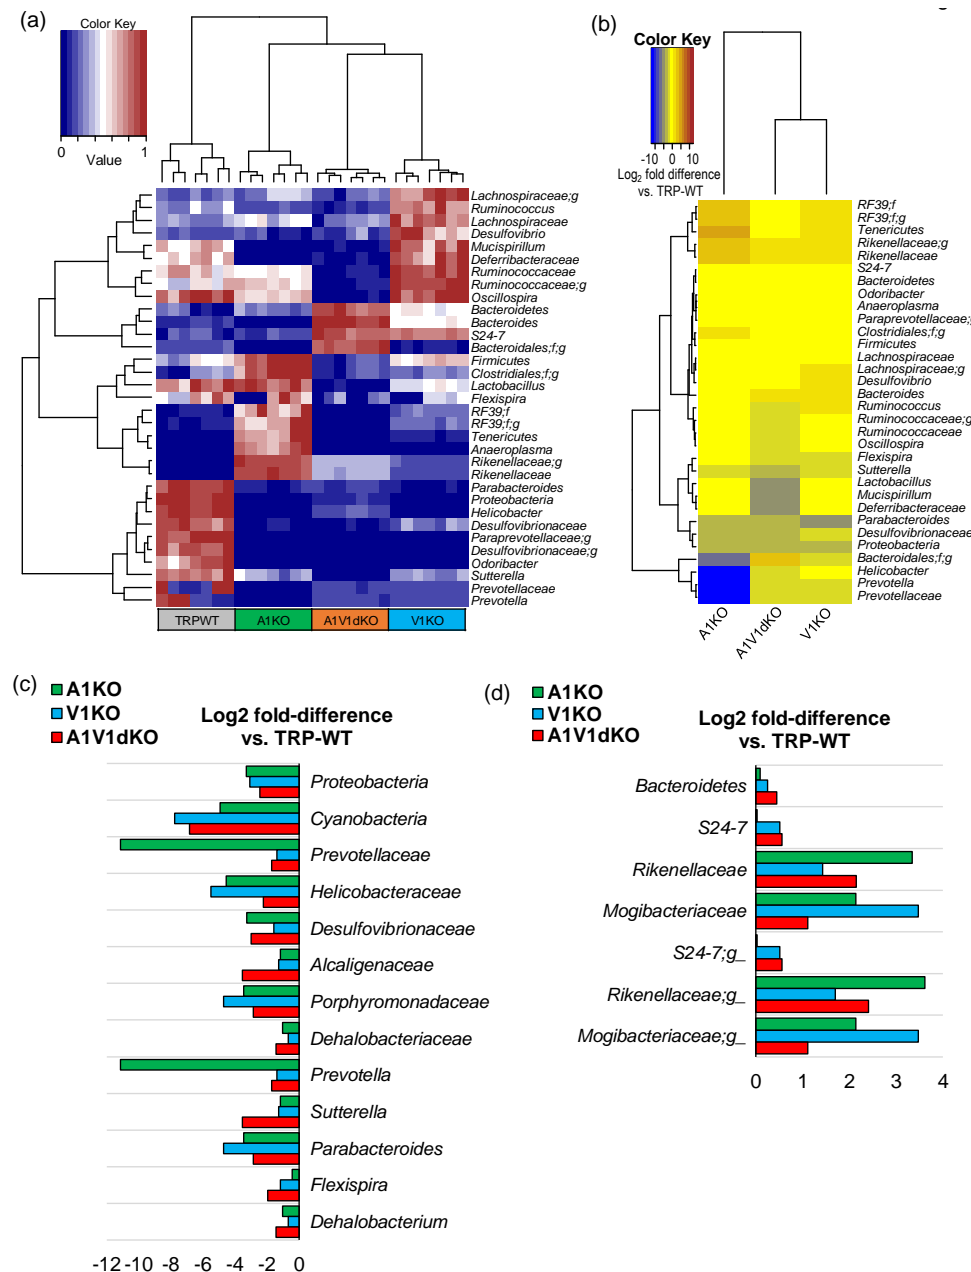 (a)
Color Key
0
1
Value
Lachnospiraceae;g
Ruminococcus
Lachnospiraceae
Desulfovibrio
Mucispirillum
Deferribacteraceae
Ruminococcaceae
Ruminococcaceae;g
Oscillospira
Bacteroidetes
Bacteroides
S24-7
Bacteroidales;f;g
Firmicutes
Clostridiales;f;g
Lactobacillus
Flexispira
RF39;f
RF39;f;g
Tenericutes
Anaeroplasma
Rikenellaceae;g
Rikenellaceae
Parabacteroides
Proteobacteria
Helicobacter
Desulfovibrionaceae
Paraprevotellaceae;g
Desulfovibrionaceae;g
Odoribacter
Sutterella
Prevotellaceae
Prevotella
TRPWT
A1KO
A1V1dKO
V1KO
(b)
Color Key
-10 0 10
Log2 fold difference
vs. TRP-WT
RF39;f
RF39;f;g
Tenericutes
Rikenellaceae;g
Rikenellaceae
S24-7
Bacteroidetes
Odoribacter
Anaeroplasma
Paraprevotellaceae;g
Clostridiales;f;g
Firmicutes
Lachnospiraceae
Lachnospiraceae;g
Desulfovibrio
Bacteroides
Ruminococcus
Ruminococcaceae;g
Ruminococcaceae
Oscillospira
Flexispira
Sutterella
Lactobacillus
Mucispirillum
Deferribacteraceae
Parabacteroides
Desulfovibrionaceae
Proteobacteria
Bacteroidales;f;g
Helicobacter
Prevotella
Prevotellaceae
A1KO
A1V1dKO
V1KO
(c)
A1KO
V1KO
A1V1dKO
Log2 fold-difference
vs. TRP-WT
Proteobacteria
Cyanobacteria
Prevotellaceae
Helicobacteraceae
Desulfovibrionaceae
Alcaligenaceae
Porphyromonadaceae
Dehalobacteriaceae
Prevotella
Sutterella
Parabacteroides
Flexispira
Dehalobacterium
-12 -10 -8 -6 -4 -2 0
(d)
A1KO
V1KO
A1V1dKO
Log2 fold-difference
vs. TRP-WT
Bacteroidetes
S24-7
Rikenellaceae
Mogibacteriaceae
S24-7;g_
Rikenellaceae;g_
Mogibacteriaceae;g_
0 1 2 3 4